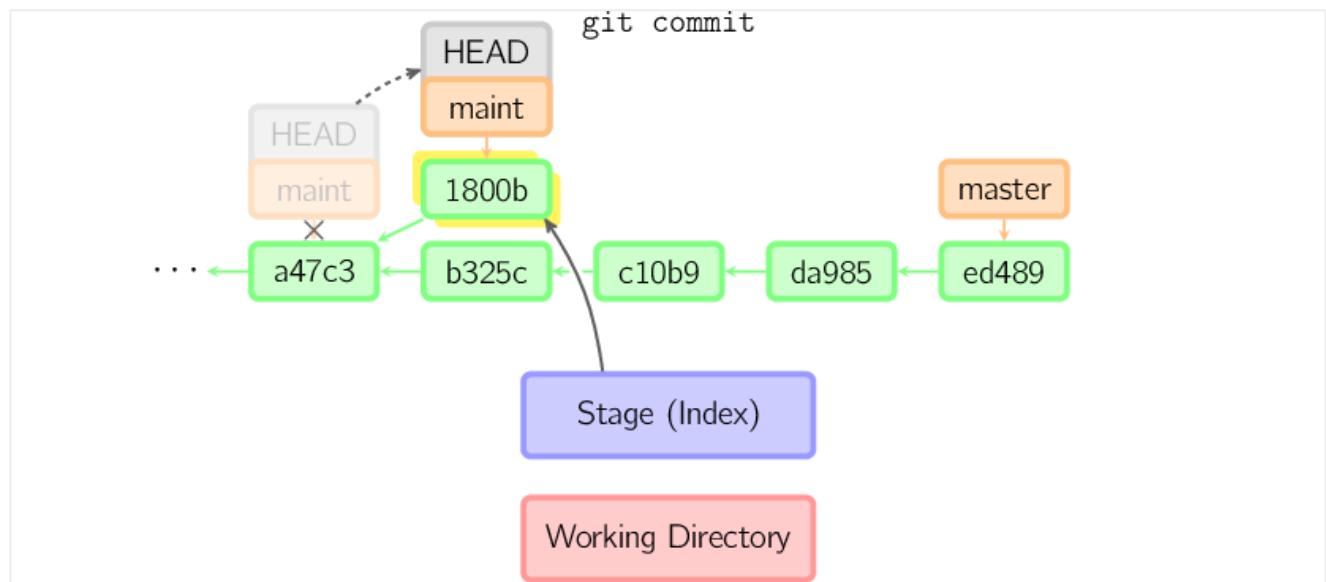 git commit
HEAD
maint
HEAD
maint
1800b
master
... a47c3 b325c c10b9 da985 ed489
Stage (Index)
Working Directory